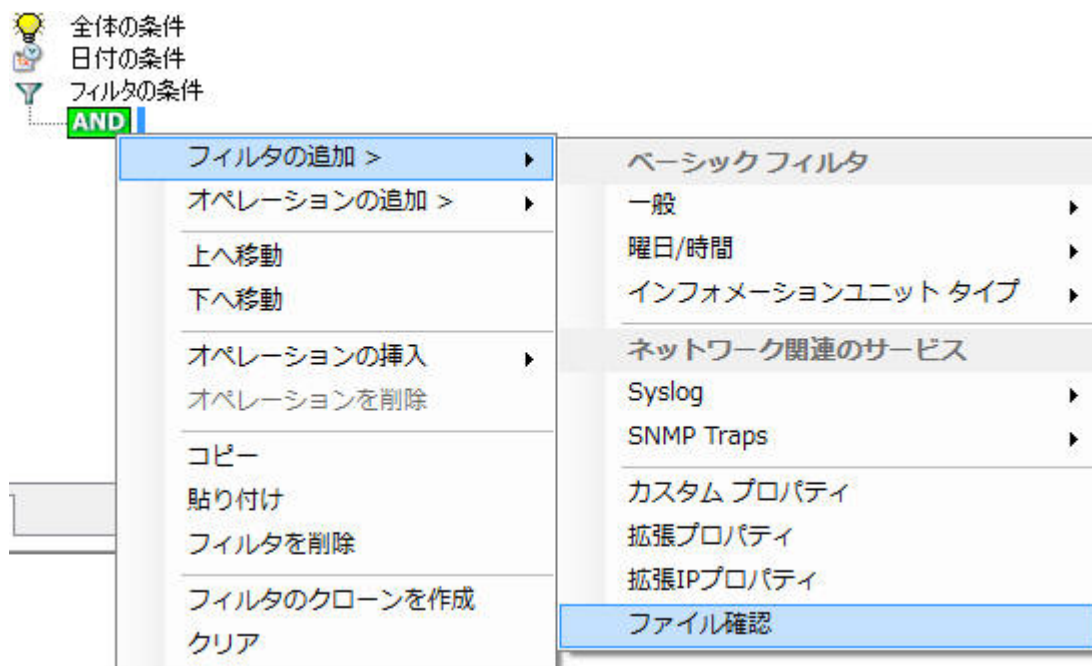 全体の条件
日付の条件
フィルタの条件
AND
フィルタの追加 >
オペレーションの追加 >
上へ移動
下へ移動
オペレーションの挿入
オペレーションを削除
コピー
貼り付け
フィルタを削除
フィルタのクローンを作成
クリア
ベーシック フィルタ
一般
曜日/時間
インフォメーションユニット タイプ
ネットワーク関連のサービス
Syslog
SNMP Traps
カスタム プロパティ
拡張プロパティ
拡張IPプロパティ
ファイル確認